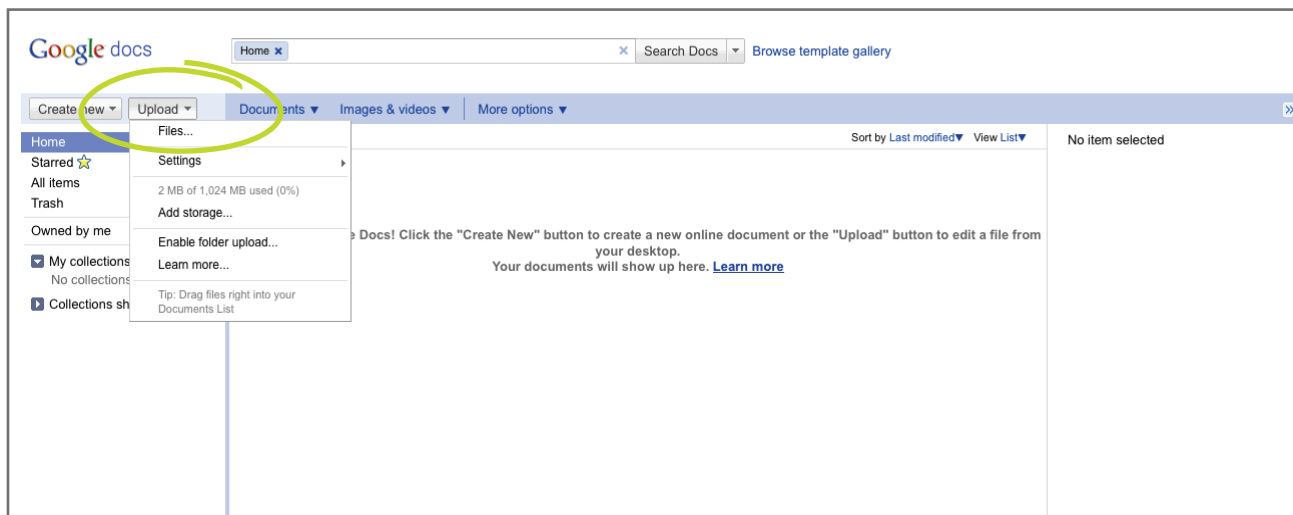 Google docs
Home ×
×
Search Docs
Browse template gallery
Create new
Upload
Documents
Images & videos
More options
»
Files...
Settings
2 MB of 1,024 MB used (0%)
Add storage...
Enable folder upload...
Learn more...
Tip: Drag files right into your
Documents List
Home
Starred
All items
Trash
Owned by me
My collections
No collections
Collections sh
Sort by Last modified
View List
No item selected
e Docs! Click the "Create New" button to create a new online document or the "Upload" button to edit a file from
your desktop.
Your documents will show up here. Learn more